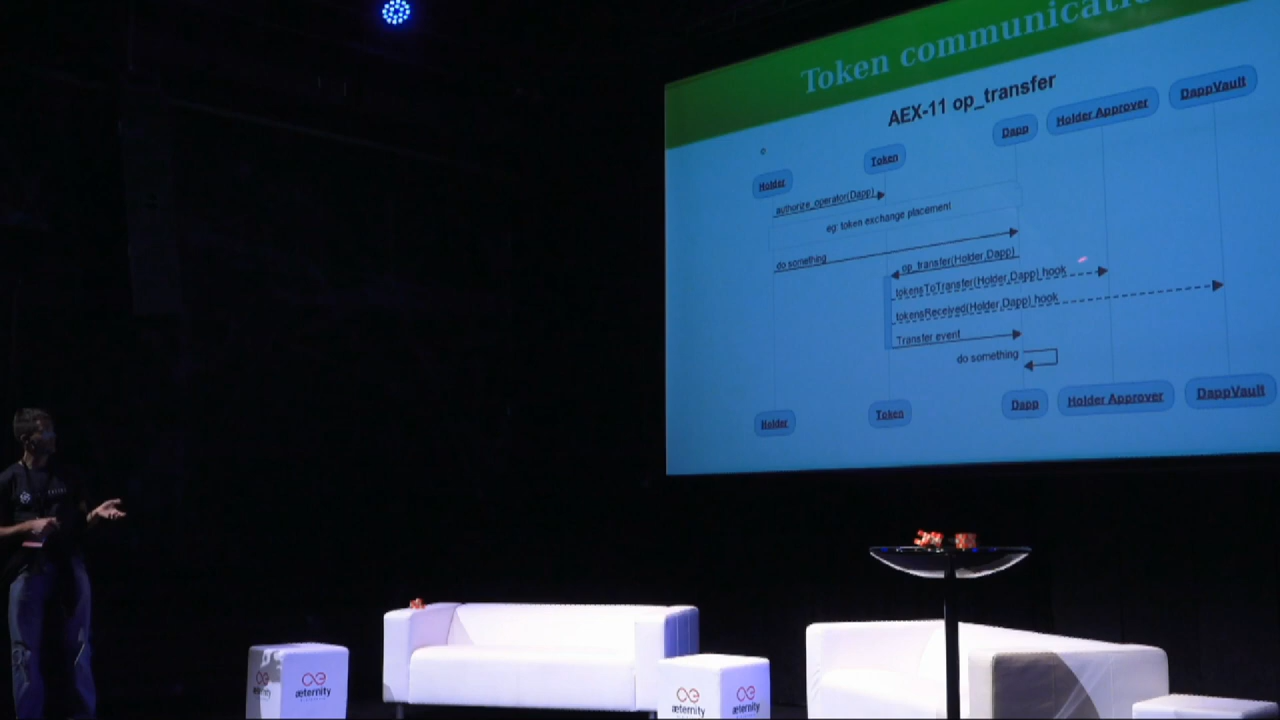 Token communicatio
AEX-11 op_transfer
Holder
Token
Dapp
Holder Approver
DappVault
authorize_operator(Dapp)
eg: token exchange placement
do something
op_transfer(Holder,Dapp)
tokensToTransfer(Holder,Dapp) hook
tokensReceived(Holder,Dapp) hook
Transfer event
do something
Holder
Token
Dapp
Holder Approver
DappVault
æternity
æternity
æternity